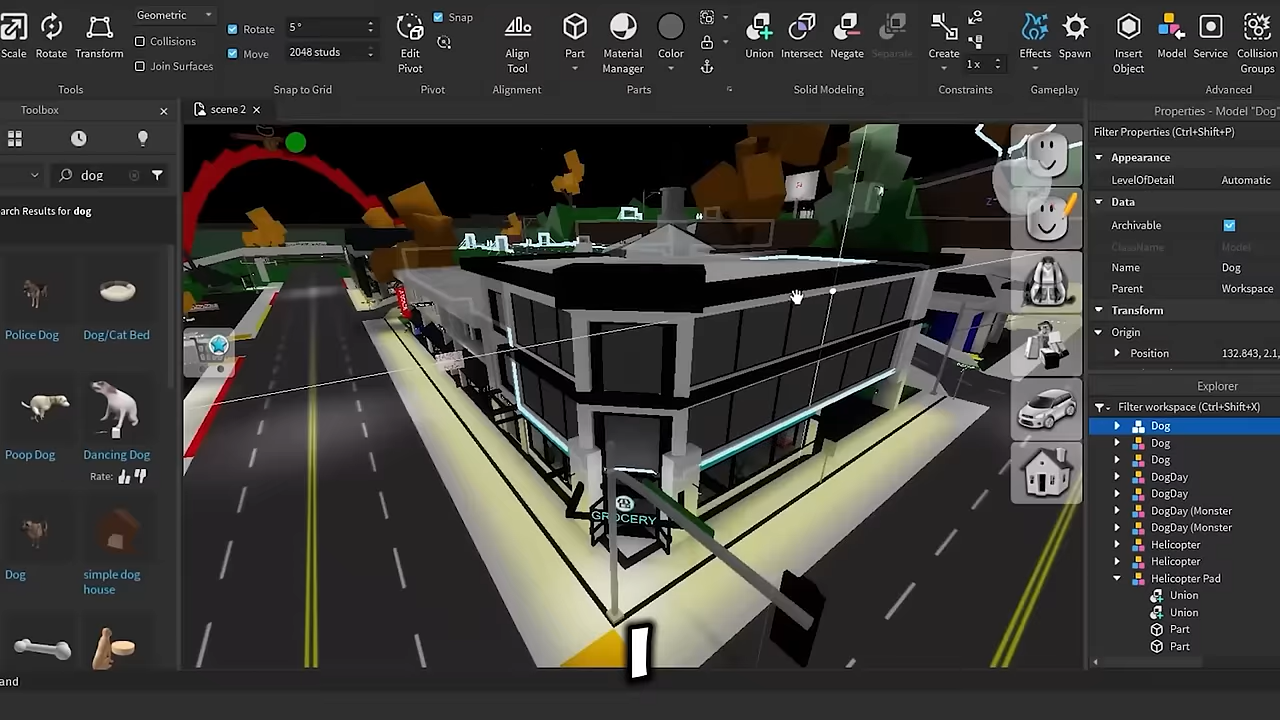 Scale
Rotate
Transform
Geometric
Collisions
Join Surfaces
Tools
Rotate
5 °
Move
2048 studs
Snap to Grid
Edit
Pivot
Snap
Pivot
Align
Tool
Alignment
Part
Material
Manager
Color
Parts
Union
Intersect
Negate
Separate
Solid Modeling
Create
1 x
Constraints
Effects
Spawn
Gameplay
Insert
Object
Model
Service
Collision
Groups
Advanced
Toolbox
dog
arch Results for dog
Police Dog
Dog/Cat Bed
Poop Dog
Dancing Dog
Rate:
Dog
simple dog
house
and
scene 2
GROCERY
I
Properties - Model "Dog"
Filter Properties (Ctrl+Shift+P)
Appearance
LevelOfDetail Automatic
Data
Archivable
ClassName Model
Name Dog
Parent Workspace
Transform
Origin
Position 132.843, 2.1,
Explorer
Filter workspace (Ctrl+Shift+X)
Dog
Dog
Dog
DogDay
DogDay
DogDay (Monster
DogDay (Monster
Helicopter
Helicopter
Helicopter Pad
Union
Union
Part
Part